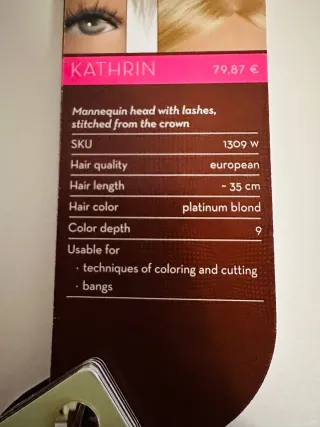 KATHRIN 79,87 €
Mannequin head with lashes,
stitched from the crown
SKU 1309 W
Hair quality european
Hair length ~ 35 cm
Hair color platinum blond
Color depth 9
Usable for
· techniques of coloring and cutting
· bangs